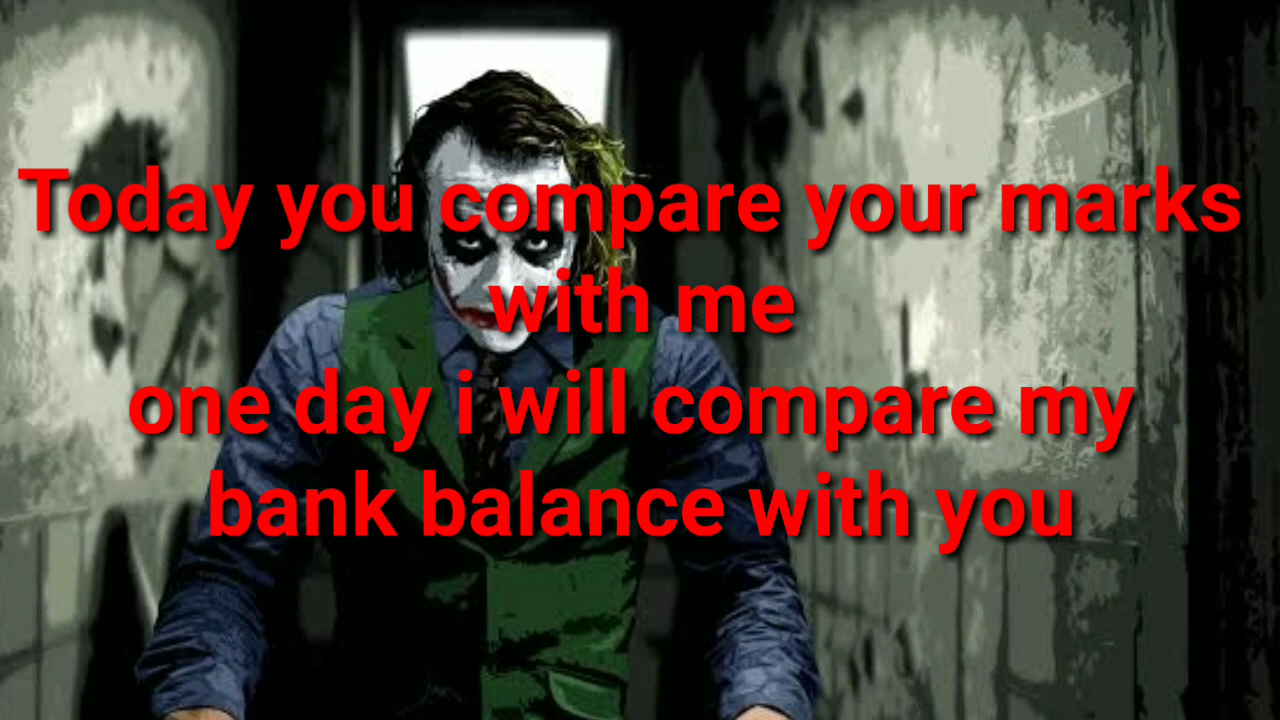 Today you compare your marks
with me
one day i will compare my
bank balance with you